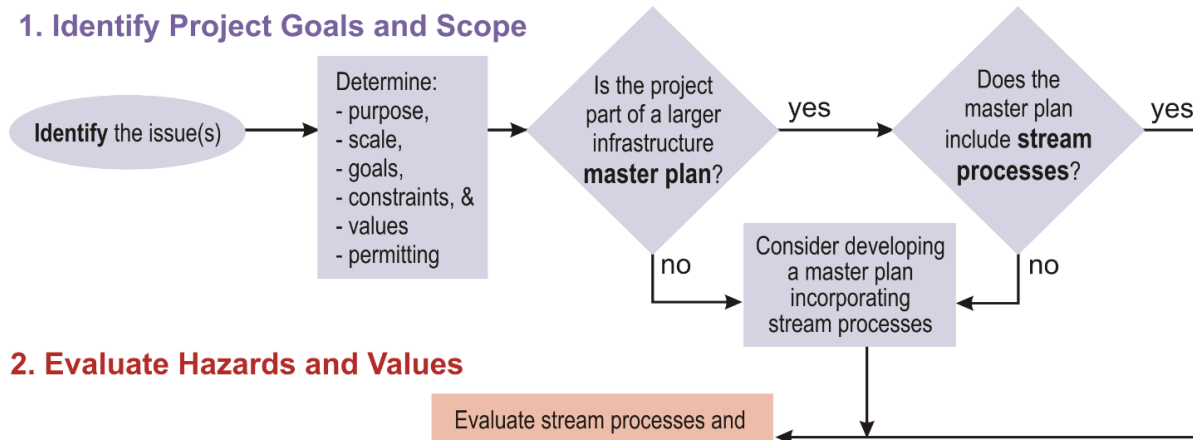 1. Identify Project Goals and Scope
Identify the issue(s)
Determine:
- purpose,
- scale,
- goals,
- constraints, &
- values
- permitting
Is the project
part of a larger
infrastructure
master plan?
yes
no
Does the
master plan
include stream
processes?
yes
no
Consider developing
a master plan
incorporating
stream processes
2. Evaluate Hazards and Values
Evaluate stream processes and